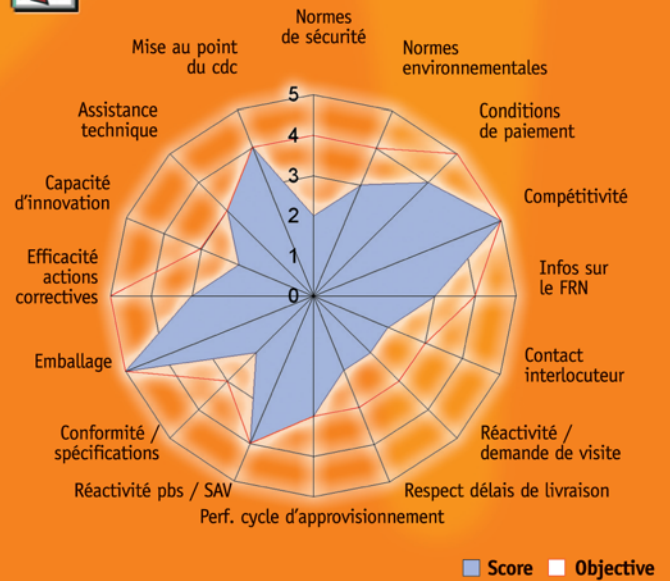 Normes
de sécurité
Normes
environnementales
Conditions
de paiement
Compétitivité
Infos sur
le FRN
Contact
interlocuteur
Réactivité /
demande de visite
Respect délais de livraison
Perf. cycle d'approvisionnement
Réactivité pbs / SAV
Conformité /
spécifications
Emballage
Efficacité
actions
correctives
Capacité
d'innovation
Assistance
technique
Mise au point
du cdc
5
4
3
2
1
0
Score
Objective